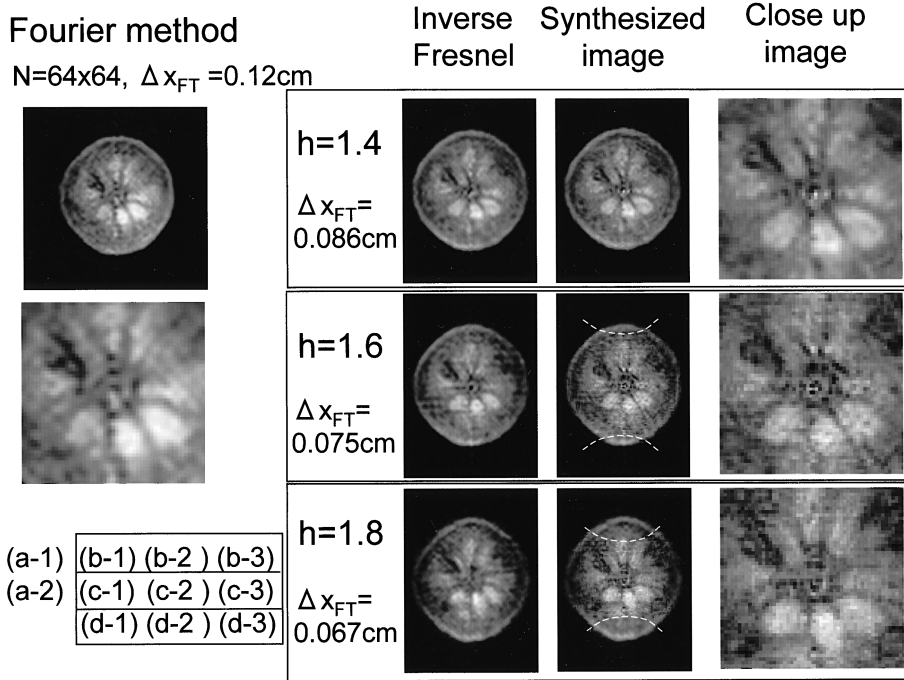 Fourier method
N=64x64, Δx_FT =0.12cm
Inverse
Fresnel
Synthesized
image
Close up
image
h=1.4
Δx_FT=
0.086cm
h=1.6
Δx_FT=
0.075cm
h=1.8
Δx_FT=
0.067cm
(a-1) (b-1) (b-2 ) (b-3)
(a-2) (c-1) (c-2 ) (c-3)
(d-1) (d-2 ) (d-3)